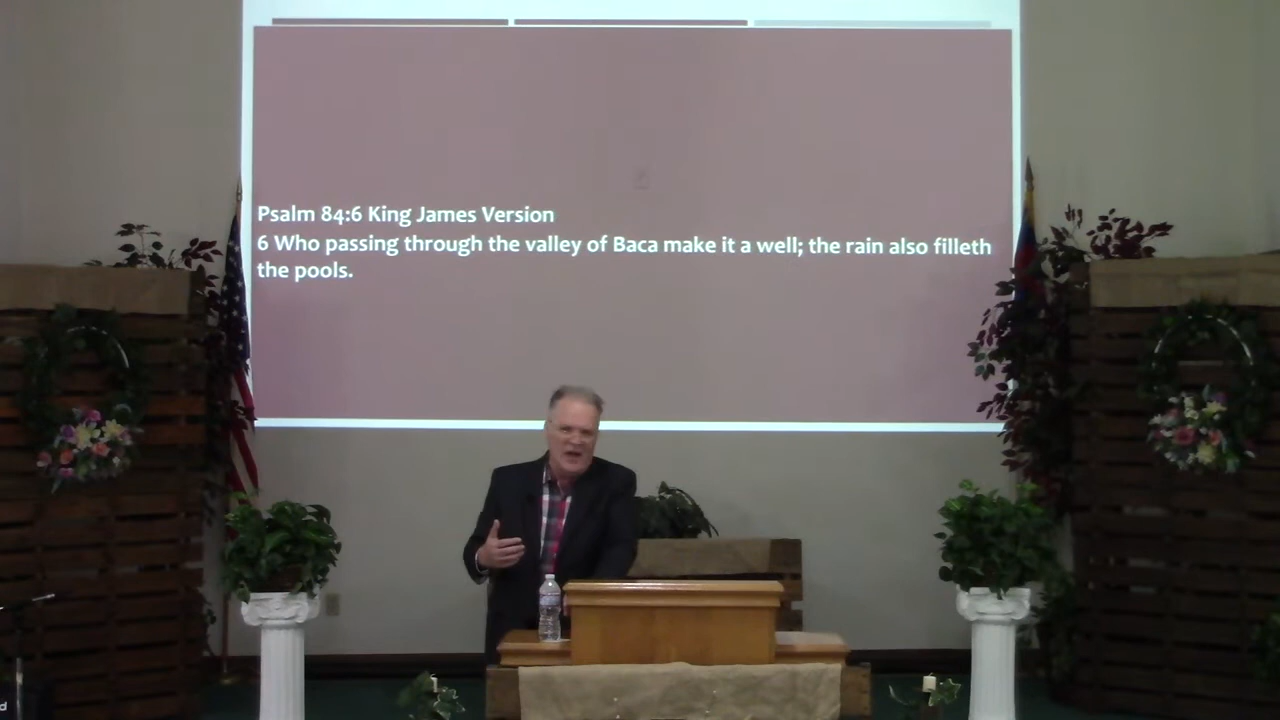 Psalm 84:6 King James Version
6 Who passing through the valley of Baca make it a well; the rain also filleth
the pools.